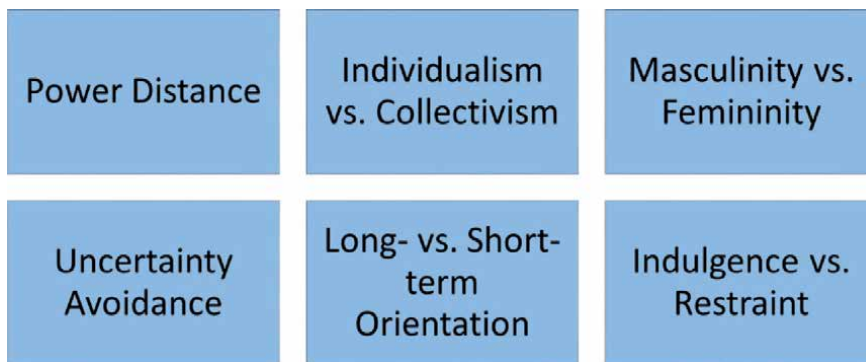 Power Distance
Individualism
vs. Collectivism
Masculinity vs.
Femininity
Uncertainty
Avoidance
Long- vs. Short-
term
Orientation
Indulgence vs.
Restraint